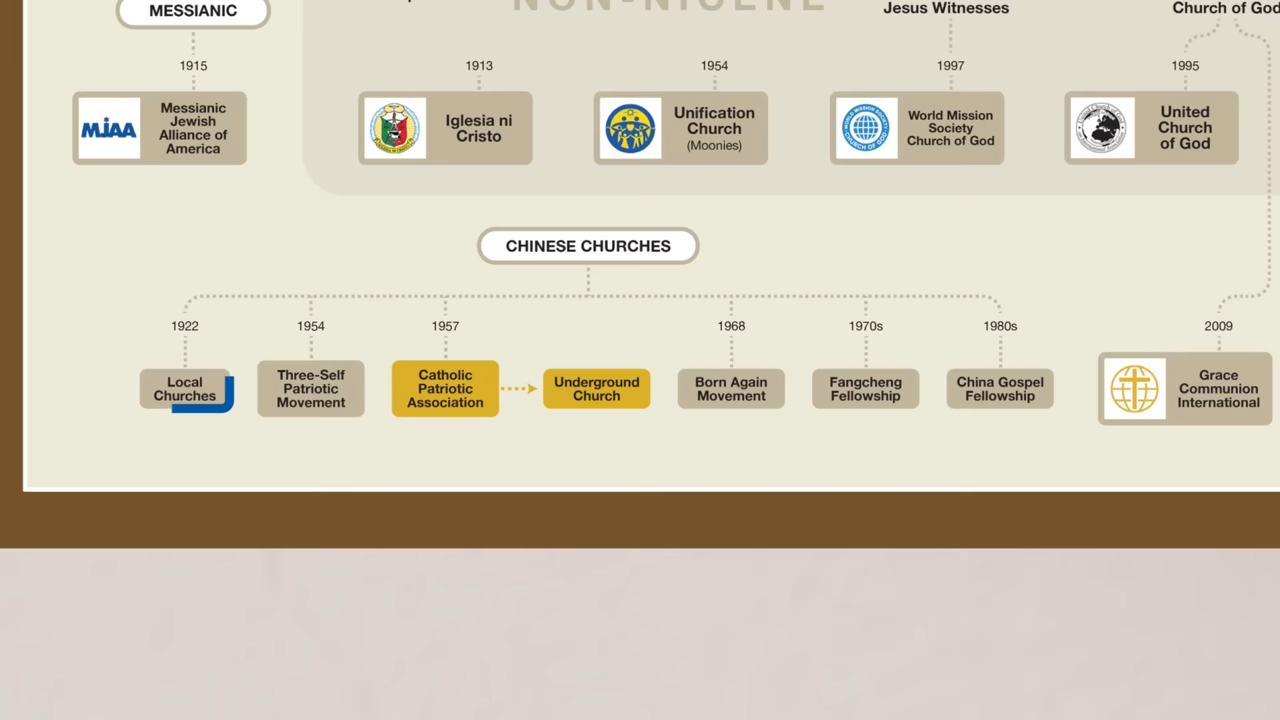 MESSIANIC
NON-NICENE
Jesus Witnesses
Church of God
1915
1913
1954
1997
1995
MJAA
Messianic
Jewish
Alliance of
America
Iglesia ni
Cristo
Unification
Church
(Moonies)
World Mission
Society
Church of God
United
Church
of God
CHINESE CHURCHES
1922
1954
1957
1968
1970s
1980s
2009
Local
Churches
Three-Self
Patriotic
Movement
Catholic
Patriotic
Association
Underground
Church
Born Again
Movement
Fangcheng
Fellowship
China Gospel
Fellowship
Grace
Communion
International